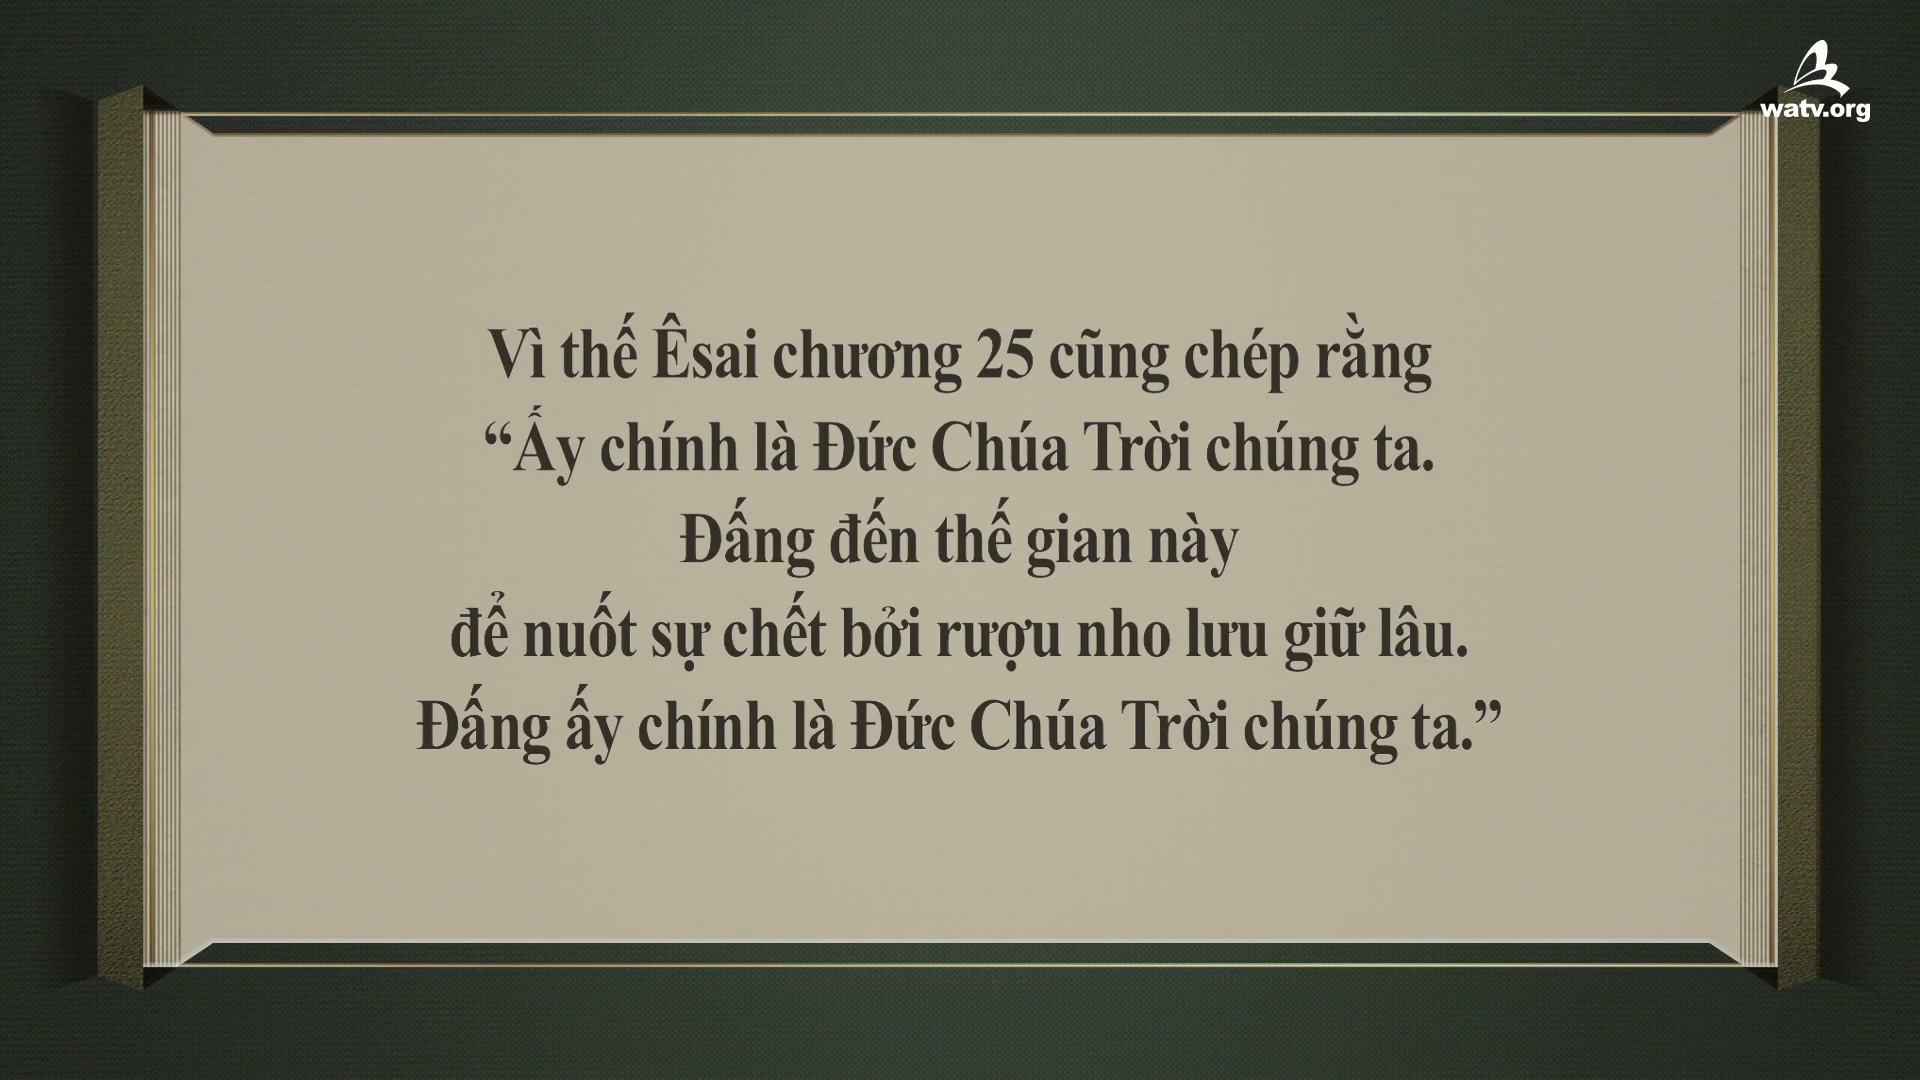 watv.org
Vì thế Êsai chương 25 cũng chép rằng
“Ấy chính là Đức Chúa Trời chúng ta.
Đấng đến thế gian này
để nuốt sự chết bởi rượu nho lưu giữ lâu.
Đấng ấy chính là Đức Chúa Trời chúng ta.”